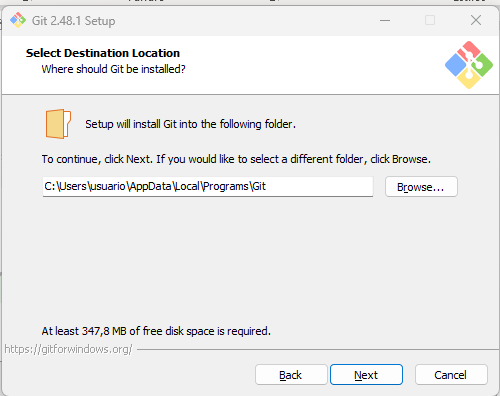 Git 2.48.1 Setup
Select Destination Location
Where should Git be installed?
Setup will install Git into the following folder.
To continue, click Next. If you would like to select a different folder, click Browse.
C:\Users\usuario\AppData\Local\Programs\Git
Browse...
At least 347,8 MB of free disk space is required.
https://gitforwindows.org/
Back
Next
Cancel